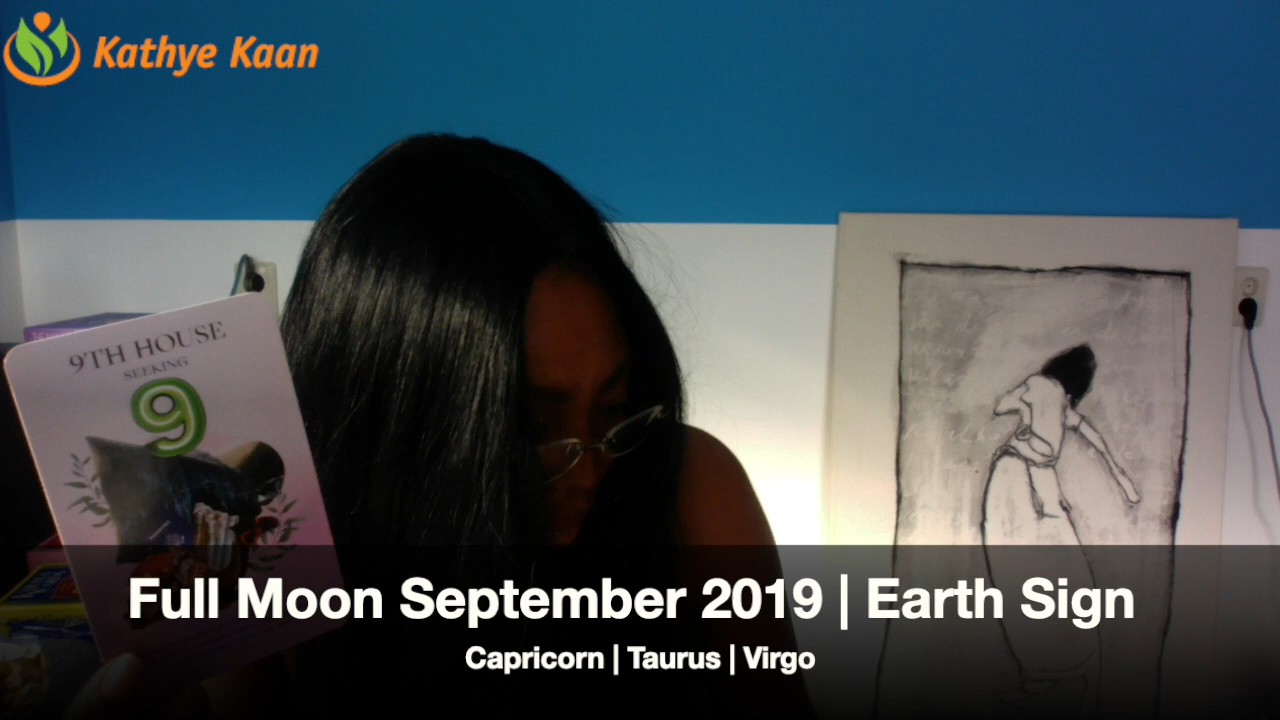 Kathye Kaan
9TH HOUSE
SEEKING
9
Full Moon September 2019 | Earth Sign
Capricorn | Taurus | Virgo